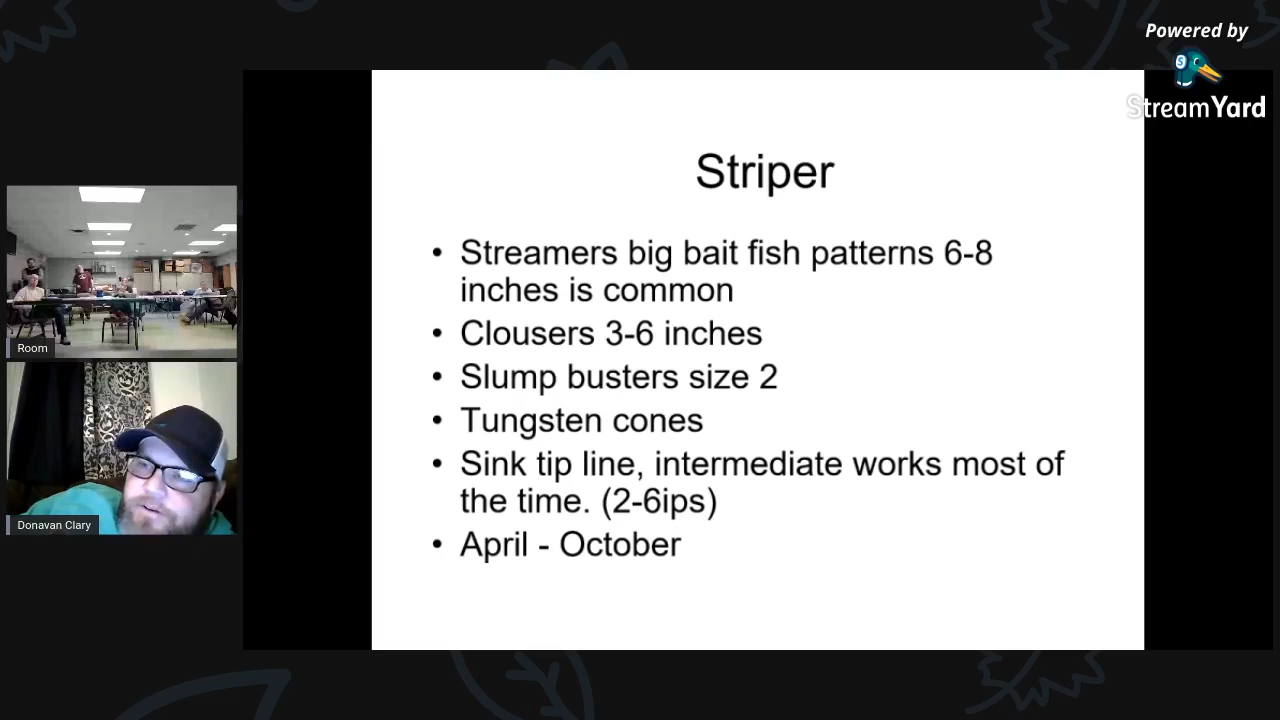 Powered by
StreamYard
Striper
• Streamers big bait fish patterns 6-8
inches is common
• Clousers 3-6 inches
• Slump busters size 2
• Tungsten cones
• Sink tip line, intermediate works most of
the time. (2-6ips)
• April - October
Room
Donavan Clary